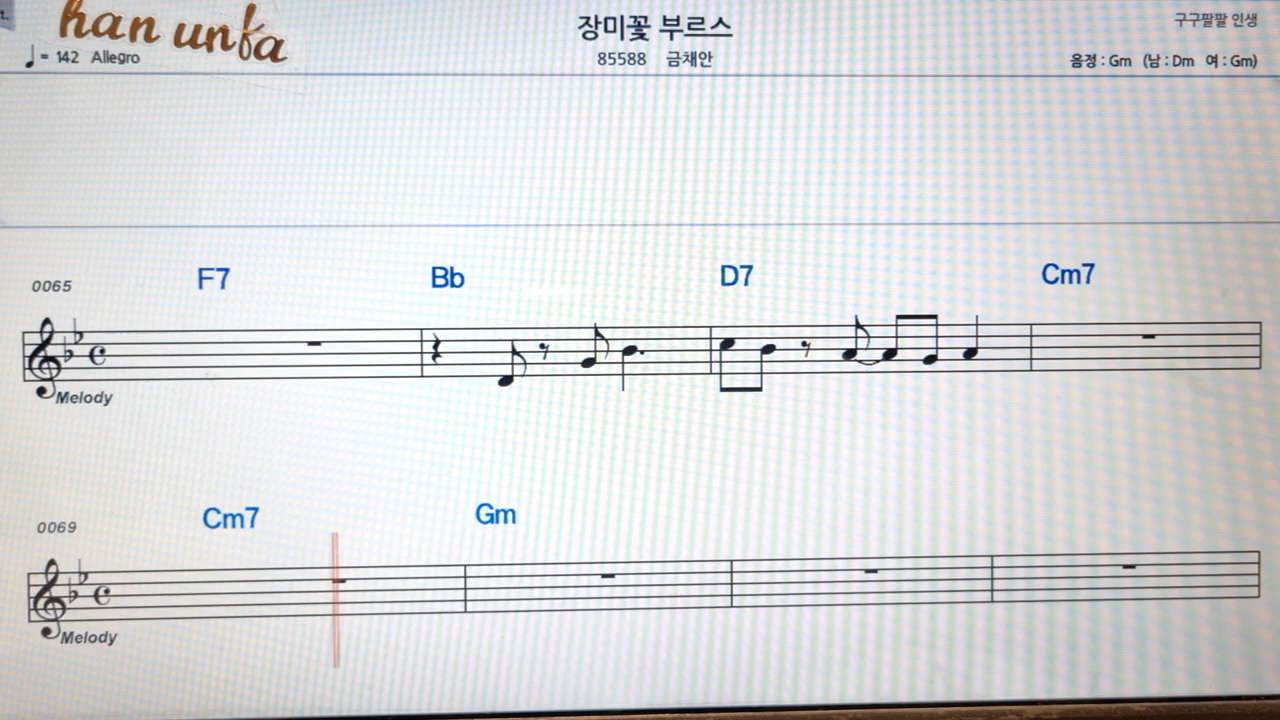 han unfa
장미꽃 부르스
구구팔팔 인생
♩= 142 Allegro
85588 금채안
음정 : Gm (남 : Dm 여 : Gm)
0065 F7 Bb D7 Cm7
Melody
0069 Cm7 Gm
Melody